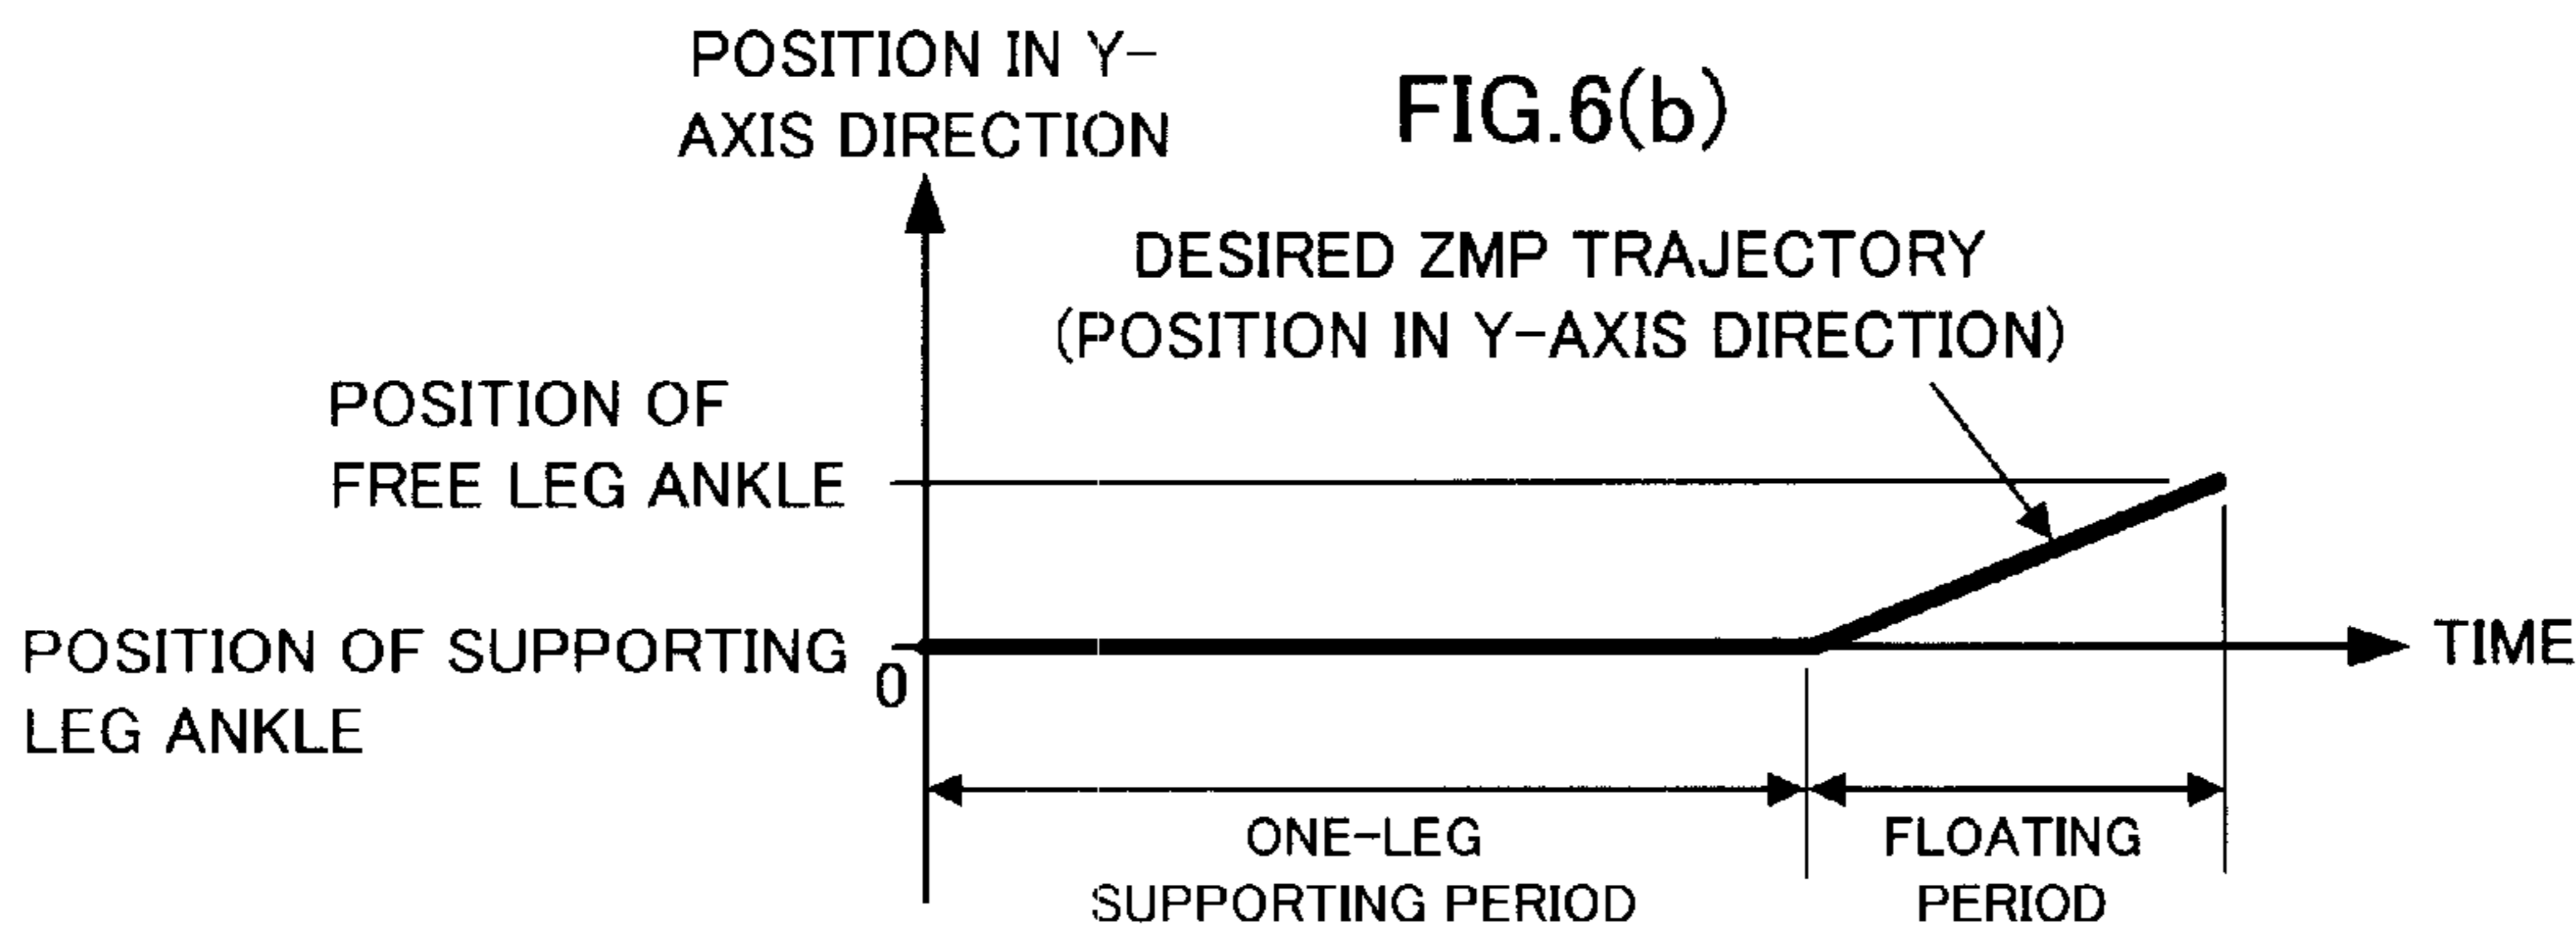 POSITION IN Y-
AXIS DIRECTION
FIG.6(b)
DESIRED ZMP TRAJECTORY
(POSITION IN Y-AXIS DIRECTION)
POSITION OF
FREE LEG ANKLE
POSITION OF SUPPORTING
LEG ANKLE
0
TIME
ONE-LEG
SUPPORTING PERIOD
FLOATING
PERIOD